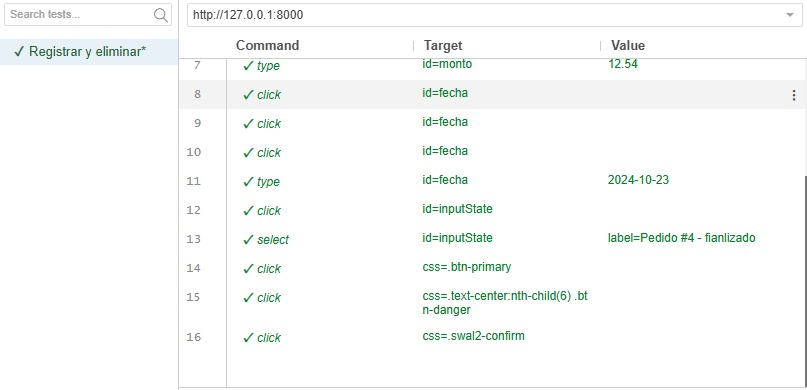 Search tests...
http://127.0.0.1:8000
✓ Registrar y eliminar*
Command Target Value
7 ✓ type id=monto 12.54
8 ✓ click id=fecha
9 ✓ click id=fecha
10 ✓ click id=fecha
11 ✓ type id=fecha 2024-10-23
12 ✓ click id=inputState
13 ✓ select id=inputState label=Pedido #4 - fianlizado
14 ✓ click css=.btn-primary
15 ✓ click css=.text-center:nth-child(6) .bt
n-danger
16 ✓ click css=.swal2-confirm